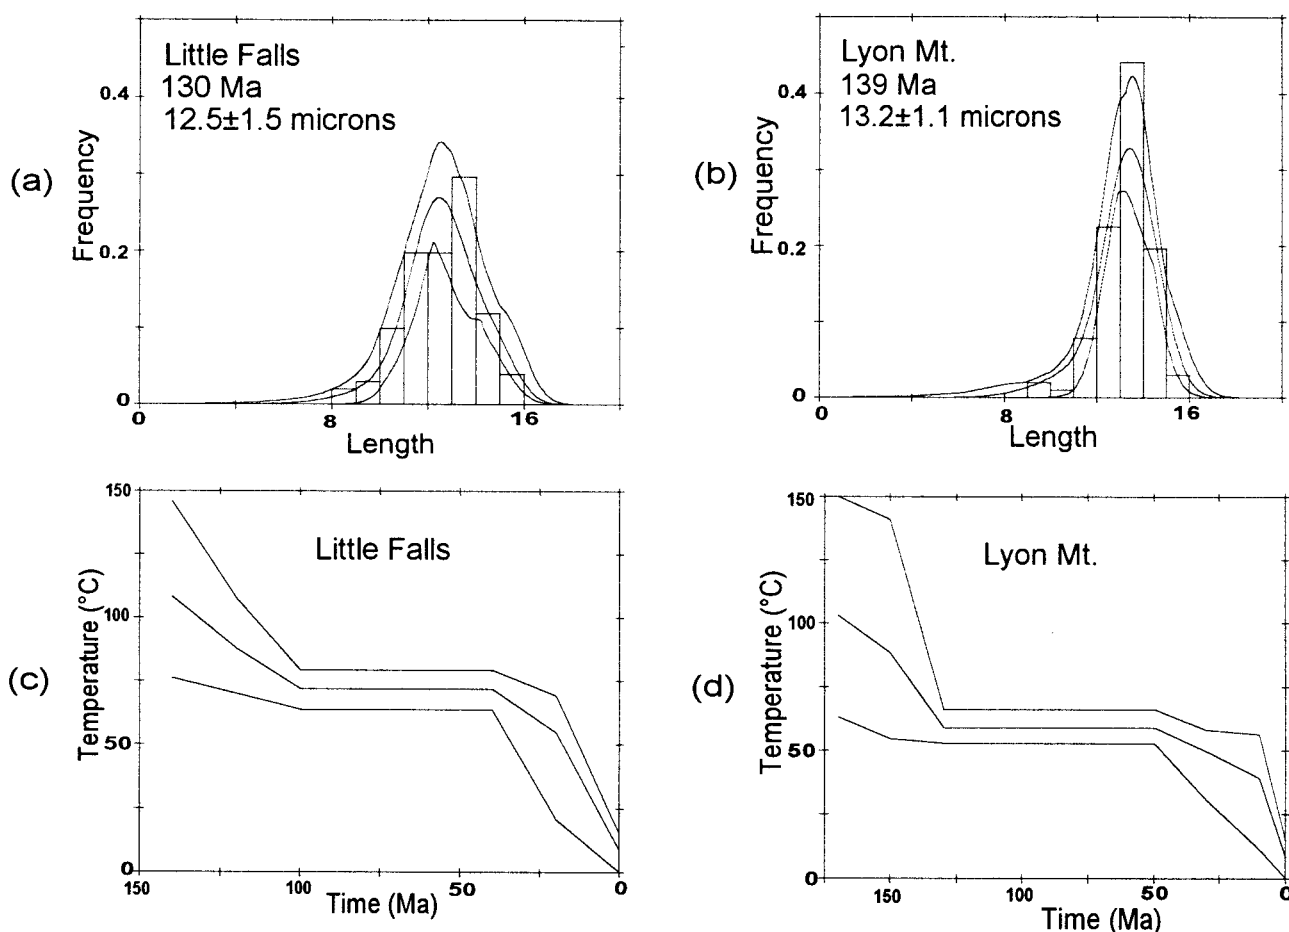 (a)
Frequency
0.4
0.2
0
Little Falls
130 Ma
12.5±1.5 microns
0 8 16
Length
(b)
Frequency
0.4
0.2
0
Lyon Mt.
139 Ma
13.2±1.1 microns
0 8 16
Length
(c)
Temperature (°C)
150
100
50
0
Little Falls
150 100 50 0
Time (Ma)
(d)
Temperature (°C)
150
100
50
0
Lyon Mt.
150 100 50 0
Time (Ma)